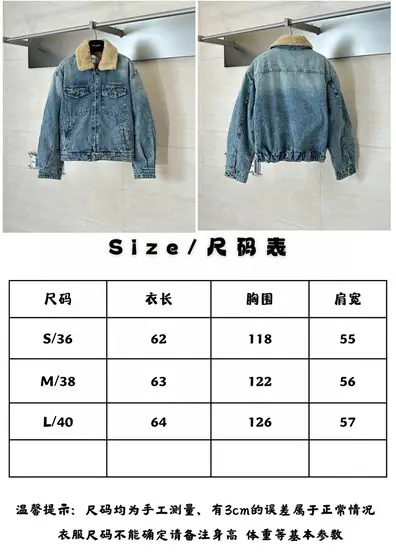 Size/尺码表
尺码 衣长 胸围 肩宽
S/36 62 118 55
M/38 63 122 56
L/40 64 126 57
温馨提示：尺码均为手工测量、有3cm的误差属于正常情况
衣服尺码不能确定请备注身高 体重等基本参数